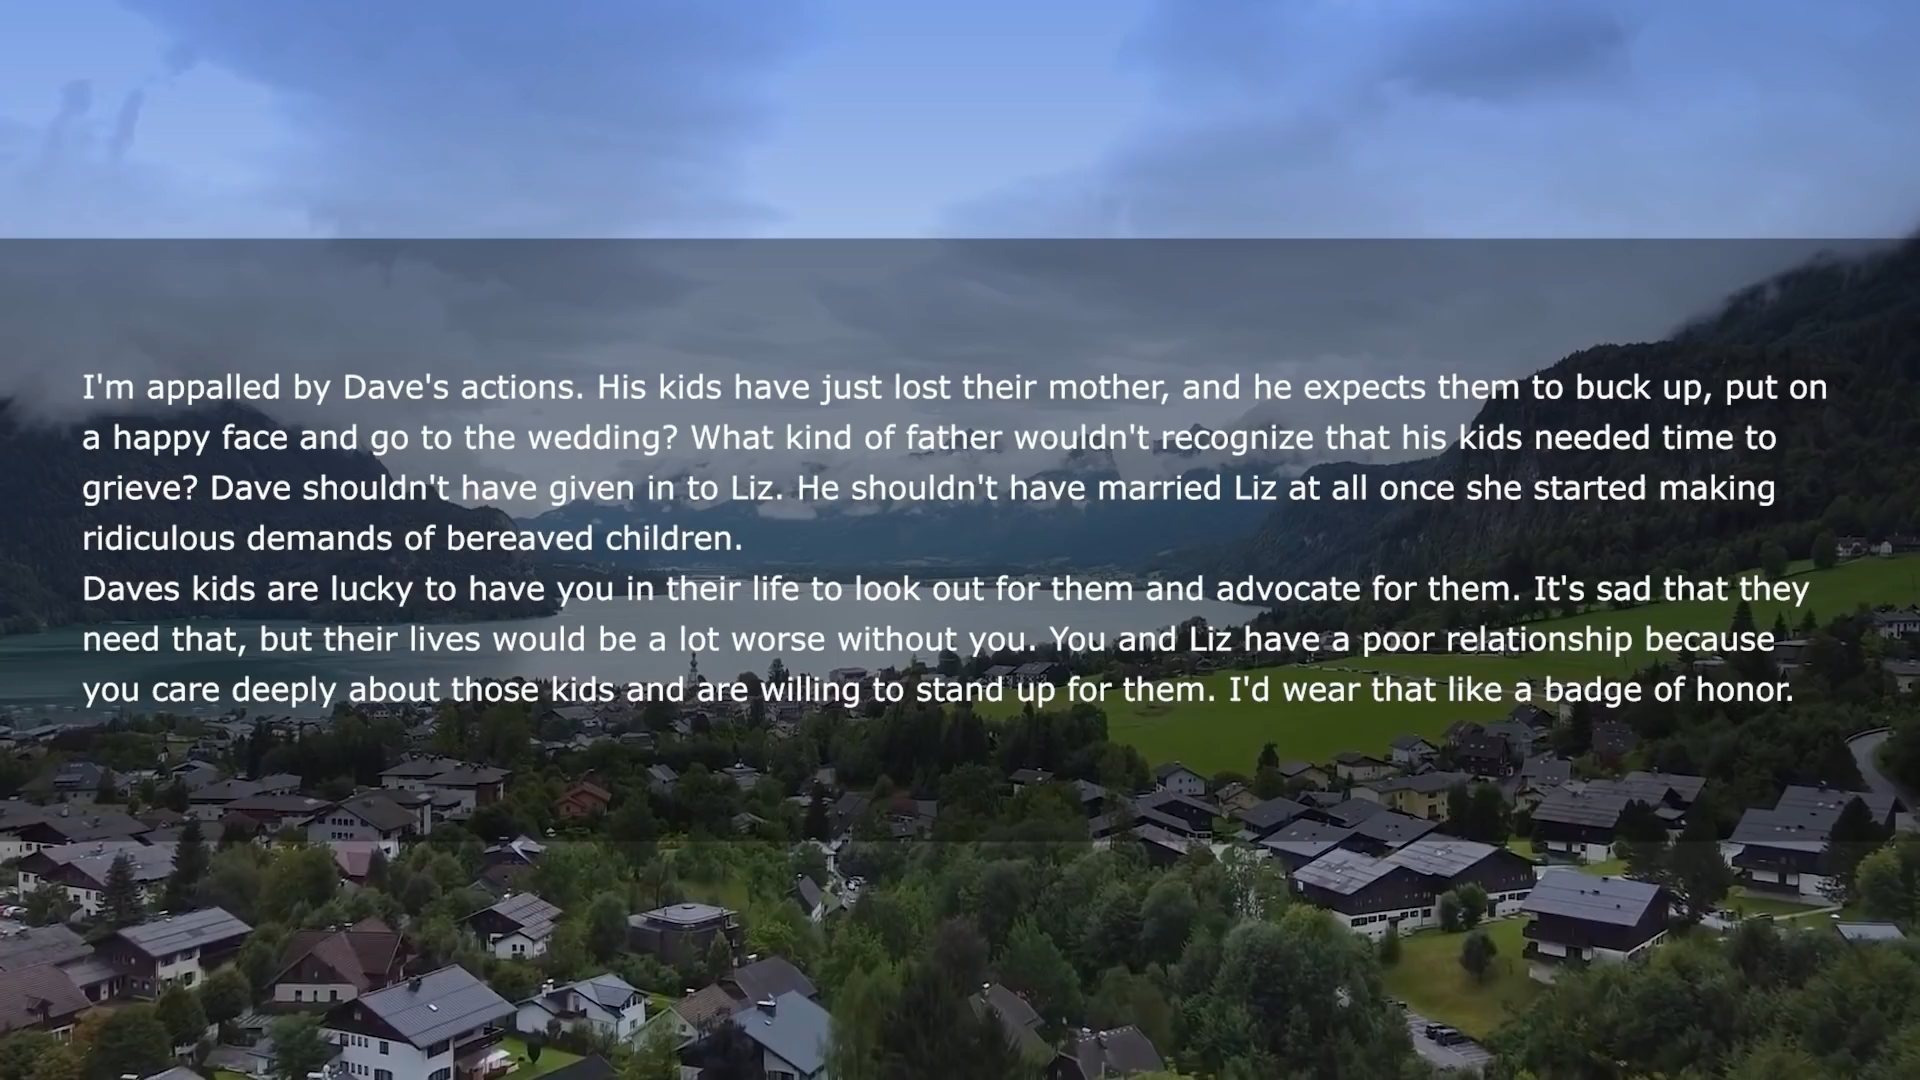 I'm appalled by Dave's actions. His kids have just lost their mother, and he expects them to buck up, put on
a happy face and go to the wedding? What kind of father wouldn't recognize that his kids needed time to
grieve? Dave shouldn't have given in to Liz. He shouldn't have married Liz at all once she started making
ridiculous demands of bereaved children.
Daves kids are lucky to have you in their life to look out for them and advocate for them. It's sad that they
need that, but their lives would be a lot worse without you. You and Liz have a poor relationship because
you care deeply about those kids and are willing to stand up for them. I'd wear that like a badge of honor.